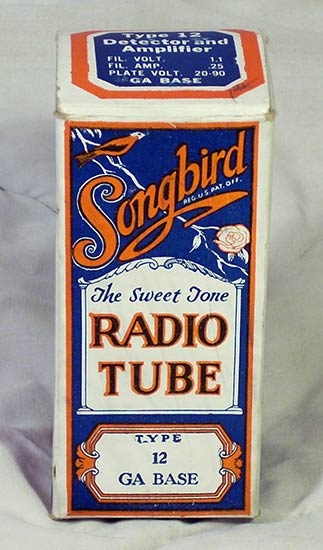 Type 12
Detector and
Amplifier
FIL. VOLT. 1.1
FIL. AMP. .25
PLATE VOLT. 20-90
GA BASE
Songbird
REG. U.S. PAT. OFF.
The Sweet Tone
RADIO
TUBE
TYPE
12
GA BASE